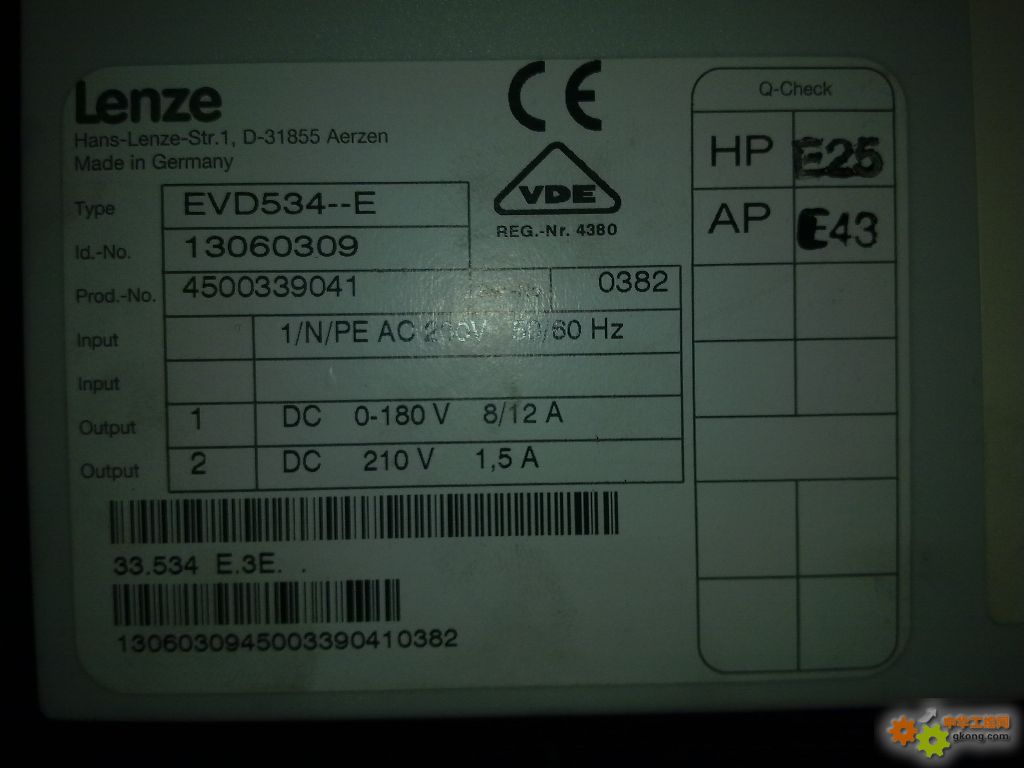 Lenze
Hans-Lenze-Str.1, D-31855 Aerzen
Made in Germany
CE
VDE
REG.-Nr. 4380
Type EVD534--E
Id.-No. 13060309
Prod.-No. 4500339041 0382
Input 1/N/PE AC 50/60 Hz
Input
Output 1 DC 0-180 V 8/12 A
Output 2 DC 210 V 1,5 A
33.534 E.3E. .
1306030945003390410382
Q-Check
HP E25
AP E43
gkong.com